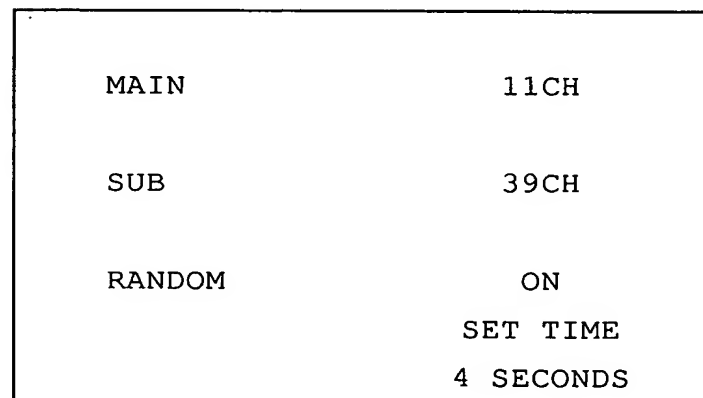 MAIN 11CH
SUB 39CH
RANDOM ON
SET TIME
4 SECONDS